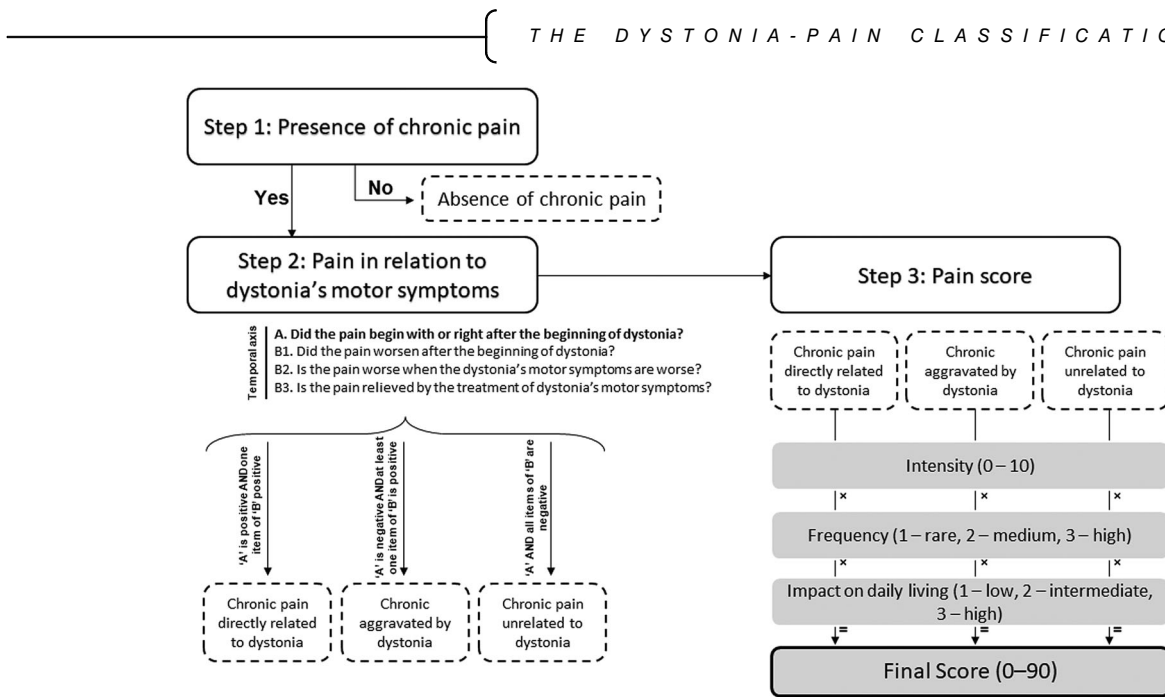 THE DYSTONIA-PAIN CLASSIFICATIO
Step 1: Presence of chronic pain
Yes
No
Absence of chronic pain
Step 2: Pain in relation to
dystonia's motor symptoms
Temporal axis
A. Did the pain begin with or right after the beginning of dystonia?
B1. Did the pain worsen after the beginning of dystonia?
B2. Is the pain worse when the dystonia's motor symptoms are worse?
B3. Is the pain relieved by the treatment of dystonia's motor symptoms?
'A' is positive AND one
item of 'B' positive
'A' is negative AND at least
one item of 'B' is positive
'A' AND all items of 'B' are
negative
Chronic pain
directly related
to dystonia
Chronic
aggravated by
dystonia
Chronic pain
unrelated to
dystonia
Step 3: Pain score
Chronic pain
directly related
to dystonia
Chronic
aggravated by
dystonia
Chronic pain
unrelated to
dystonia
Intensity (0–10)
× × ×
Frequency (1– rare, 2 – medium, 3 – high)
× × ×
Impact on daily living (1– low, 2 – intermediate,
3 – high)
= = =
Final Score (0–90)